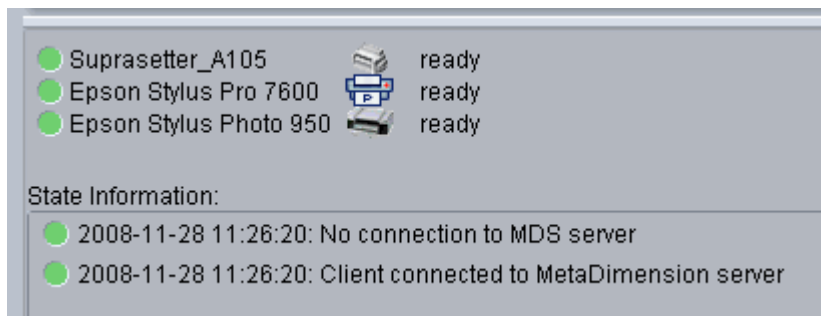 Suprasetter_A105 ready
Epson Stylus Pro 7600 P ready
Epson Stylus Photo 950 ready
State Information:
2008-11-28 11:26:20: No connection to MDS server
2008-11-28 11:26:20: Client connected to MetaDimension server